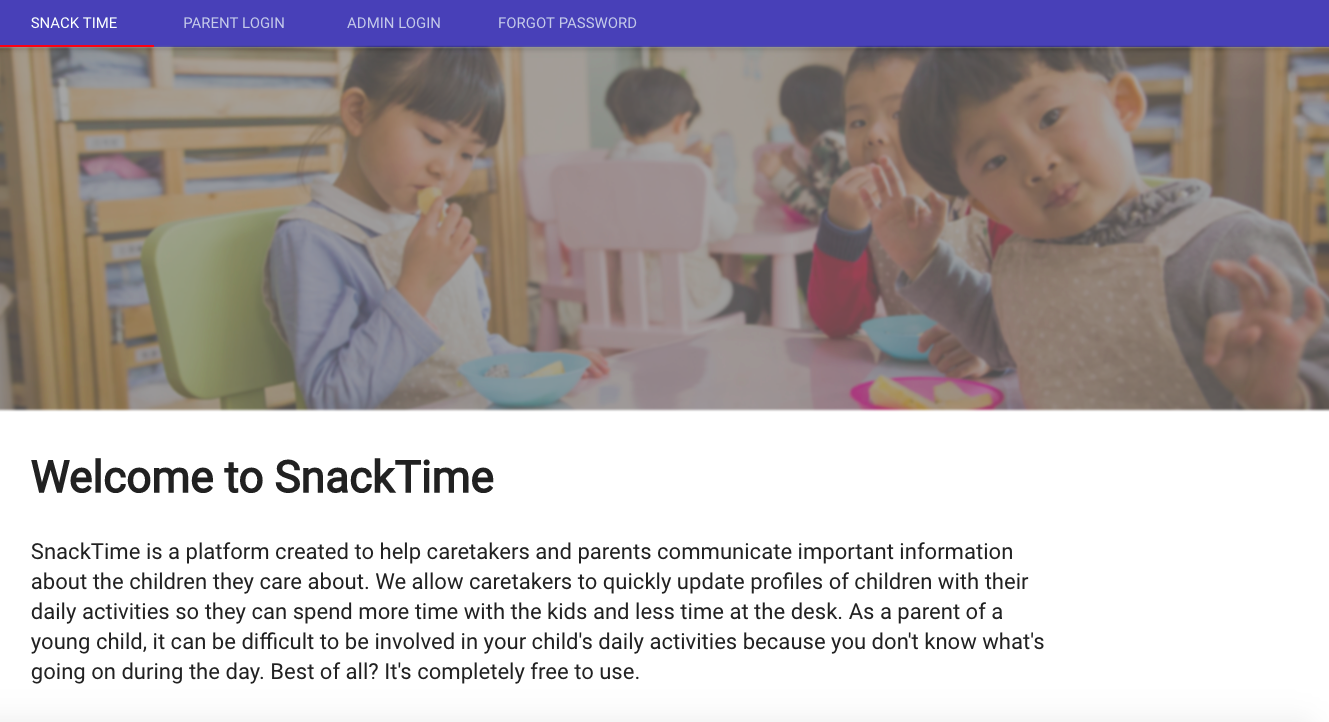 SNACK TIME PARENT LOGIN ADMIN LOGIN FORGOT PASSWORD
Welcome to SnackTime
SnackTime is a platform created to help caretakers and parents communicate important information
about the children they care about. We allow caretakers to quickly update profiles of children with their
daily activities so they can spend more time with the kids and less time at the desk. As a parent of a
young child, it can be difficult to be involved in your child's daily activities because you don't know what's
going on during the day. Best of all? It's completely free to use.